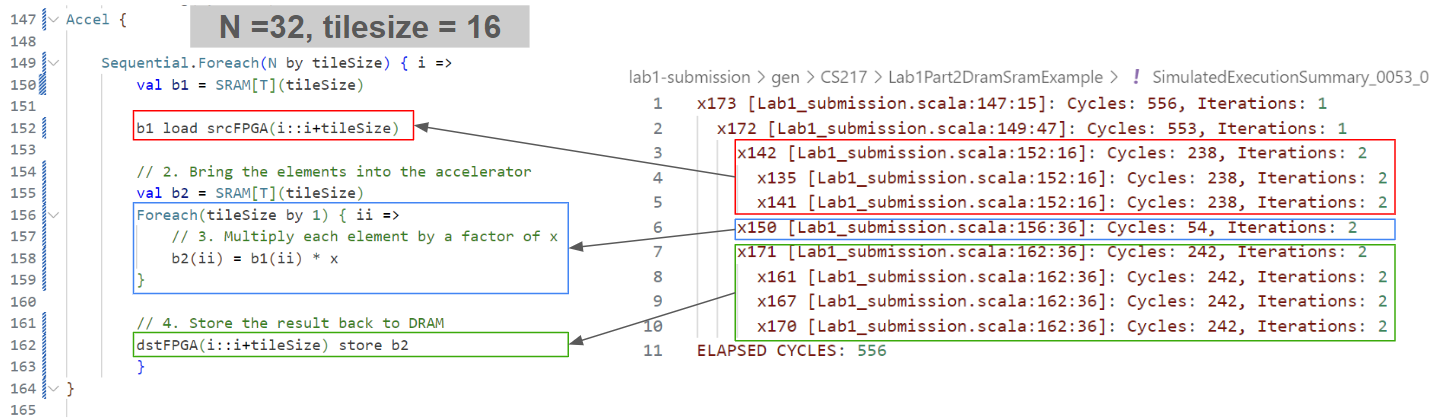 N =32, tilesize = 16
147 Accel {
148
149 Sequential.Foreach(N by tileSize) { i =>
150 val b1 = SRAM[T](tileSize)
151
152 b1 load srcFPGA(i::i+tileSize)
153
154 // 2. Bring the elements into the accelerator
155 val b2 = SRAM[T](tileSize)
156 Foreach(tileSize by 1) { ii =>
157 // 3. Multiply each element by a factor of x
158 b2(ii) = b1(ii) * x
159 }
160
161 // 4. Store the result back to DRAM
162 dstFPGA(i::i+tileSize) store b2
163 }
164 }
165
lab1-submission > gen > CS217 > Lab1Part2DramSramExample > ! SimulatedExecutionSummary_0053_0
1 x173 [Lab1_submission.scala:147:15]: Cycles: 556, Iterations: 1
2 x172 [Lab1_submission.scala:149:47]: Cycles: 553, Iterations: 1
3 x142 [Lab1_submission.scala:152:16]: Cycles: 238, Iterations: 2
4 x135 [Lab1_submission.scala:152:16]: Cycles: 238, Iterations: 2
5 x141 [Lab1_submission.scala:152:16]: Cycles: 238, Iterations: 2
6 x150 [Lab1_submission.scala:156:36]: Cycles: 54, Iterations: 2
7 x171 [Lab1_submission.scala:162:36]: Cycles: 242, Iterations: 2
8 x161 [Lab1_submission.scala:162:36]: Cycles: 242, Iterations: 2
9 x167 [Lab1_submission.scala:162:36]: Cycles: 242, Iterations: 2
10 x170 [Lab1_submission.scala:162:36]: Cycles: 242, Iterations: 2
11 ELAPSED CYCLES: 556